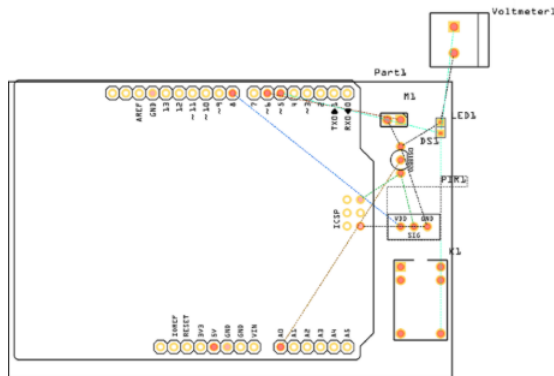 Voltmeter1
Part1
M1
LED1
DS1
PIR1
K1
AREF
GND
13
12
~11
~10
~9
8
7
~6
~5
4
~3
2
TX0
RX0
ICSP
VDD
GND
SIG
IOREF
RESET
3V3
5V
GND
GND
VIN
A0
A1
A2
A3
A4
A5